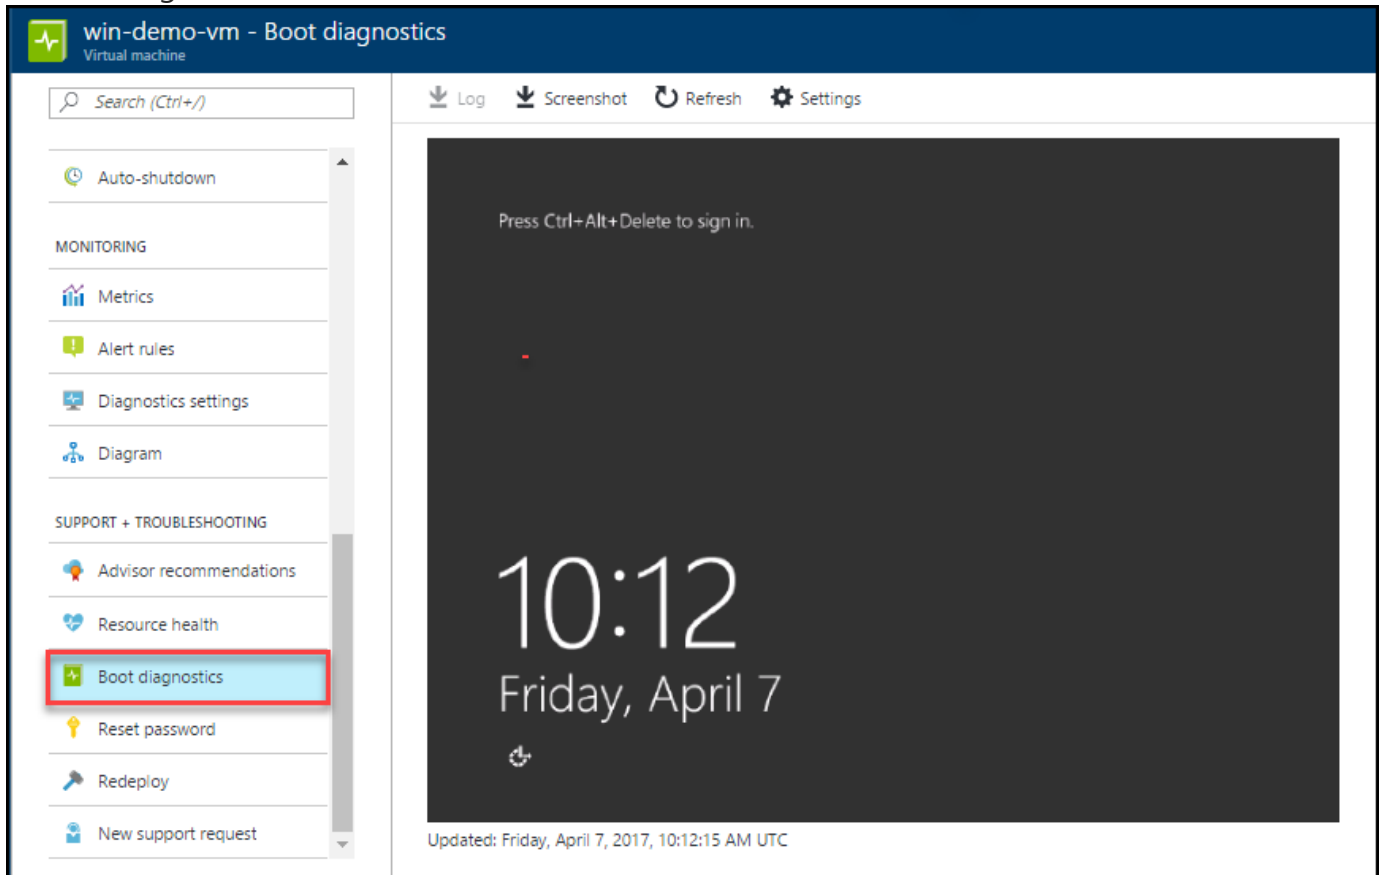 win-demo-vm - Boot diagnostics
Virtual machine
Search (Ctrl+/)
Log Screenshot Refresh Settings
Auto-shutdown
MONITORING
Metrics
Alert rules
Diagnostics settings
Diagram
SUPPORT + TROUBLESHOOTING
Advisor recommendations
Resource health
Boot diagnostics
Reset password
Redeploy
New support request
Press Ctrl+Alt+Delete to sign in.
10:12
Friday, April 7
Updated: Friday, April 7, 2017, 10:12:15 AM UTC